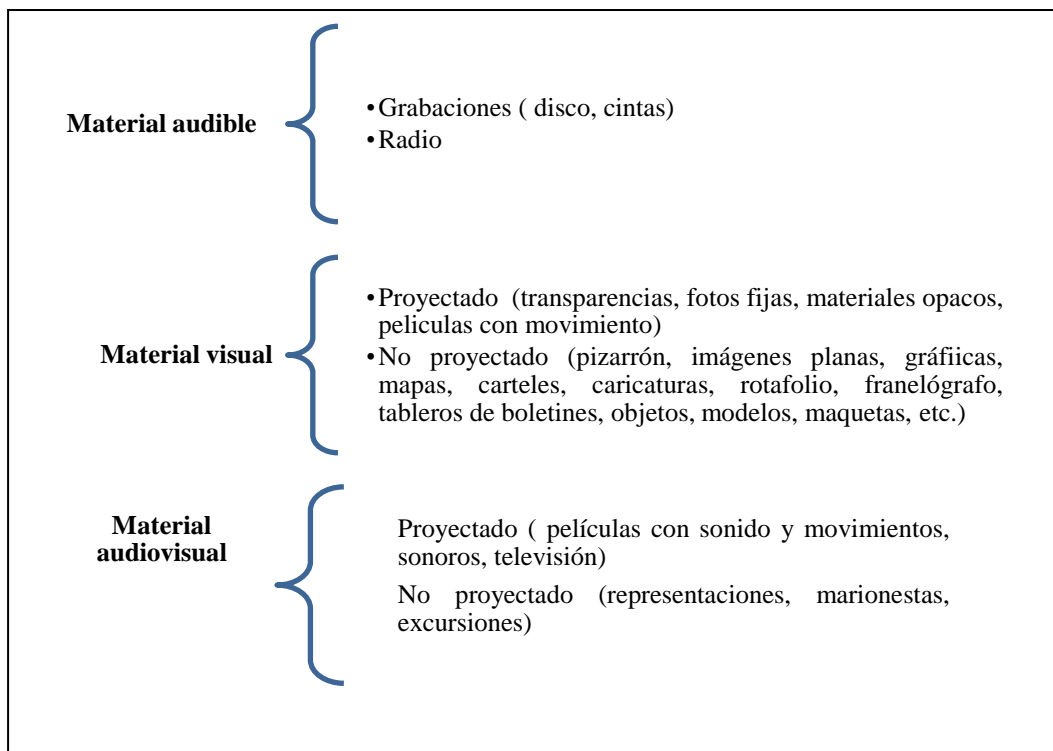 Material audible
•Grabaciones ( disco, cintas)
•Radio
Material visual
•Proyectado (transparencias, fotos fijas, materiales opacos,
peliculas con movimiento)
•No proyectado (pizarrón, imágenes planas, gráfiicas,
mapas, carteles, caricaturas, rotafolio, franelógrafo,
tableros de boletines, objetos, modelos, maquetas, etc.)
Material
audiovisual
Proyectado ( películas con sonido y movimientos,
sonoros, televisión)
No proyectado (representaciones, marionestas,
excursiones)